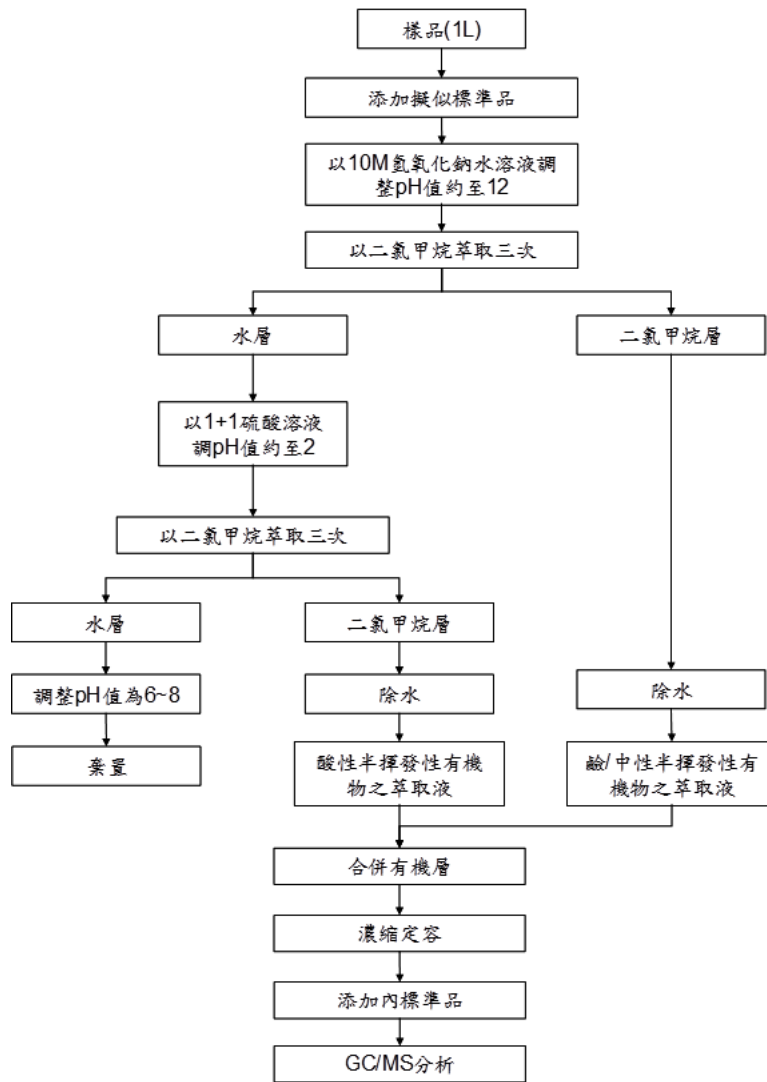 樣品(1L)
添加擬似標準品
以10M氫氧化鈉水溶液調
整pH值約至12
以二氯甲烷萃取三次
水層
二氯甲烷層
以1+1硫酸溶液
調pH值約至2
以二氯甲烷萃取三次
水層
二氯甲烷層
調整pH值為6~8
除水
除水
棄置
酸性半揮發性有機
物之萃取液
鹼/中性半揮發性有
機物之萃取液
合併有機層
濃縮定容
添加內標準品
GC/MS分析